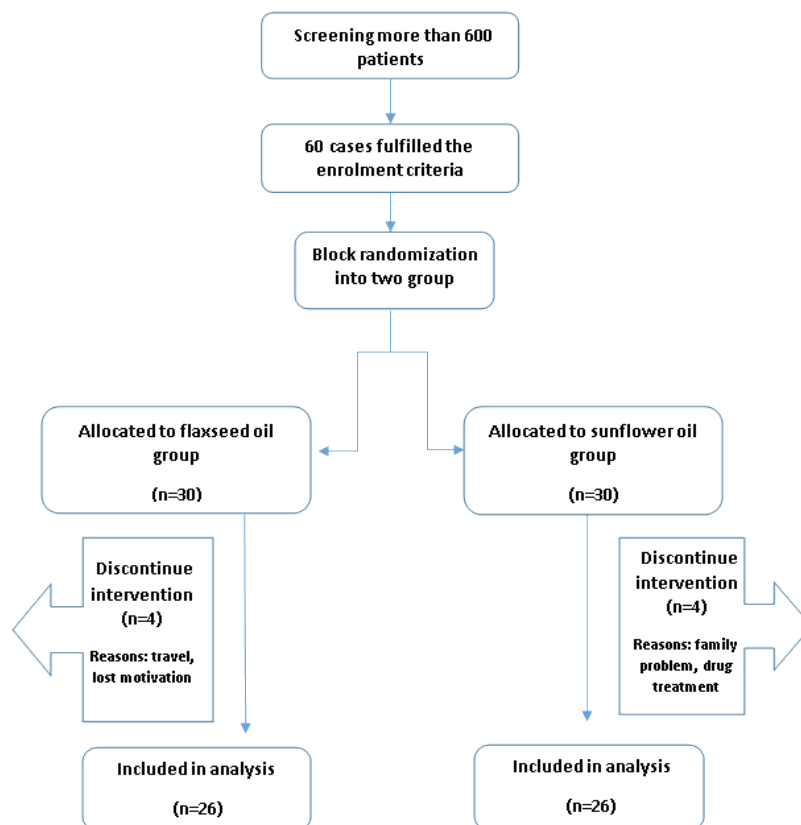 Screening more than 600
patients
60 cases fulfilled the
enrolment criteria
Block randomization
into two group
Allocated to flaxseed oil
group
(n=30)
Allocated to sunflower oil
group
(n=30)
Discontinue
intervention
(n=4)
Reasons: travel,
lost motivation
Discontinue
intervention
(n=4)
Reasons: family
problem, drug
treatment
Included in analysis
(n=26)
Included in analysis
(n=26)